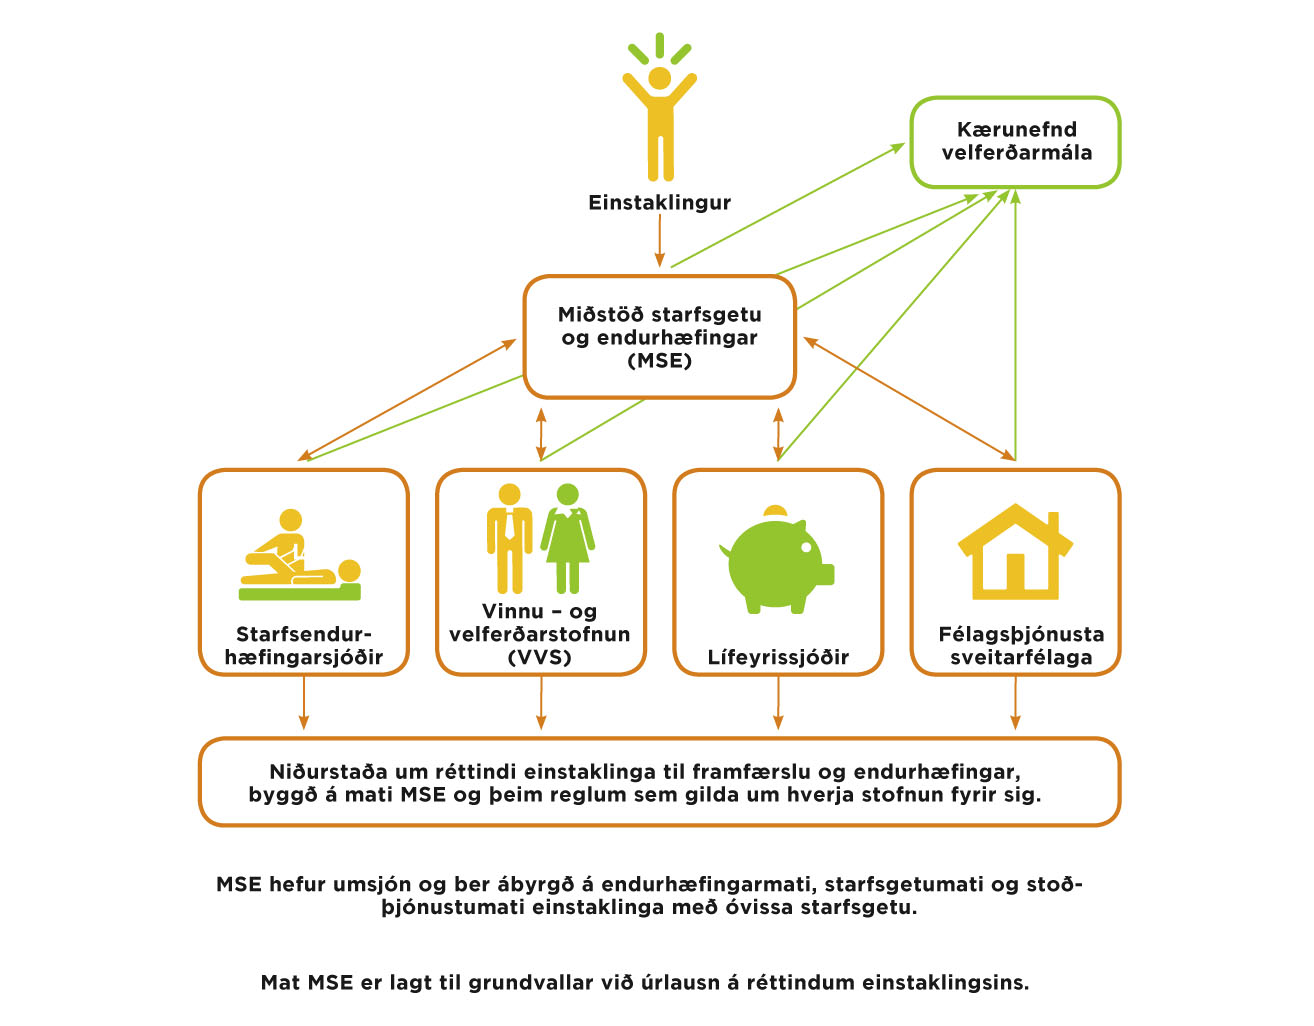 Kærunefnd
velferðarmála
Einstaklingur
Miðstöð starfsgetu
og endurhæfingar
(MSE)
Starfsendur-
hæfingarsjóðir
Vinnu – og
velferðarstofnun
(VVS)
Lífeyrissjóðir
Félagsþjónusta
sveitarfélaga
Niðurstaða um réttindi einstaklinga til framfærslu og endurhæfingar,
byggð á mati MSE og þeim reglum sem gilda um hverja stofnun fyrir sig.
MSE hefur umsjón og ber ábyrgð á endurhæfingarmati, starfsgetumati og stoð-
þjónustumati einstaklinga með óvissa starfsgetu.
Mat MSE er lagt til grundvallar við úrlausn á réttindum einstaklingsins.